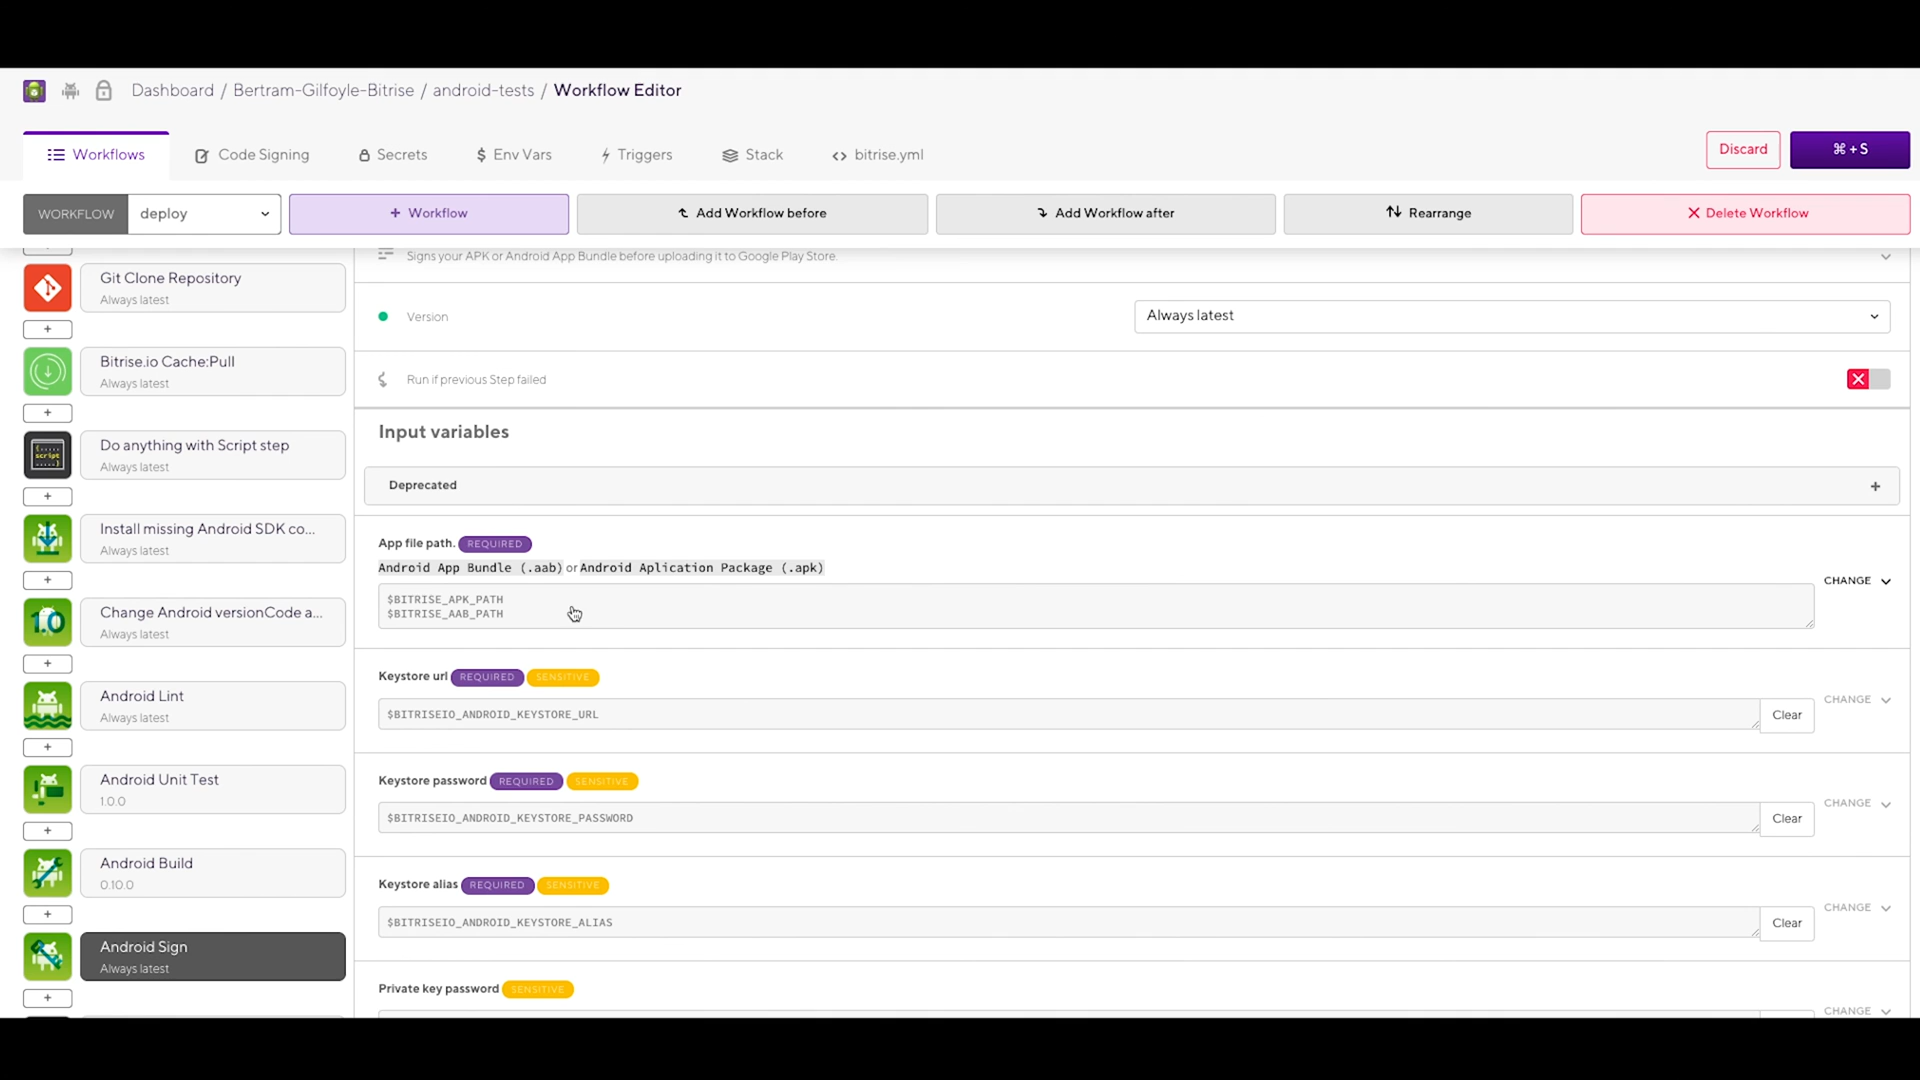 Dashboard / Bertram-Gilfoyle-Bitrise / android-tests / Workflow Editor
Workflows
Code Signing
Secrets
$ Env Vars
Triggers
Stack
<> bitrise.yml
Discard
⌘ + S
WORKFLOW
deploy
+ Workflow
Add Workflow before
Add Workflow after
Rearrange
Delete Workflow
Git Clone Repository
Always latest
+
Bitrise.io Cache:Pull
Always latest
+
script
Do anything with Script step
Always latest
+
Install missing Android SDK co...
Always latest
+
1.0
Change Android versionCode a...
Always latest
+
Android Lint
Always latest
+
Android Unit Test
1.0.0
+
Android Build
0.10.0
+
Android Sign
Always latest
+
Signs your APK or Android App Bundle before uploading it to Google Play Store.
Version
Always latest
Run if previous Step failed
Input variables
Deprecated
+
App file path. REQUIRED
Android App Bundle (.aab) or Android Aplication Package (.apk)
$BITRISE_APK_PATH
$BITRISE_AAB_PATH
CHANGE
Keystore url REQUIRED SENSITIVE
$BITRISEIO_ANDROID_KEYSTORE_URL
Clear
CHANGE
Keystore password REQUIRED SENSITIVE
$BITRISEIO_ANDROID_KEYSTORE_PASSWORD
Clear
CHANGE
Keystore alias REQUIRED SENSITIVE
$BITRISEIO_ANDROID_KEYSTORE_ALIAS
Clear
CHANGE
Private key password SENSITIVE
CHANGE